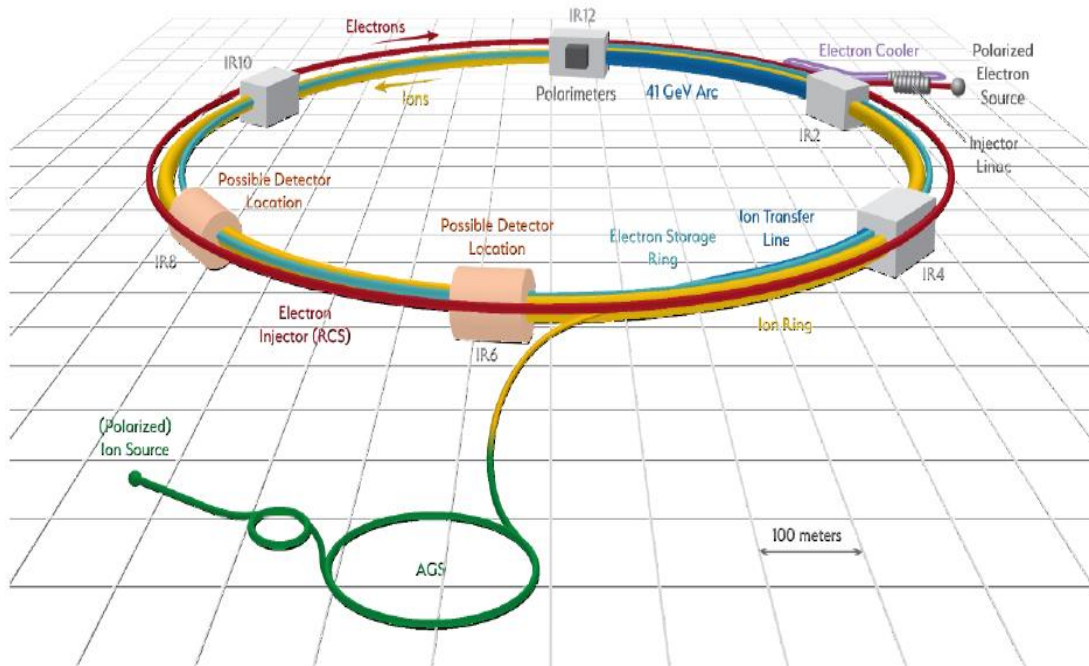 IR12
Electrons
Electron Cooler
Polarized
Electron
Source
IR10
Ions
Polarimeters
41 GeV Arc
IR2
Injector
Linac
Possible Detector
Location
Possible Detector
Location
Ion Transfer
Line
Electron Storage
Ring
IR8
IR4
Electron
Injector (RCS)
Ion Ring
IR6
(Polarized)
Ion Source
100 meters
AGS